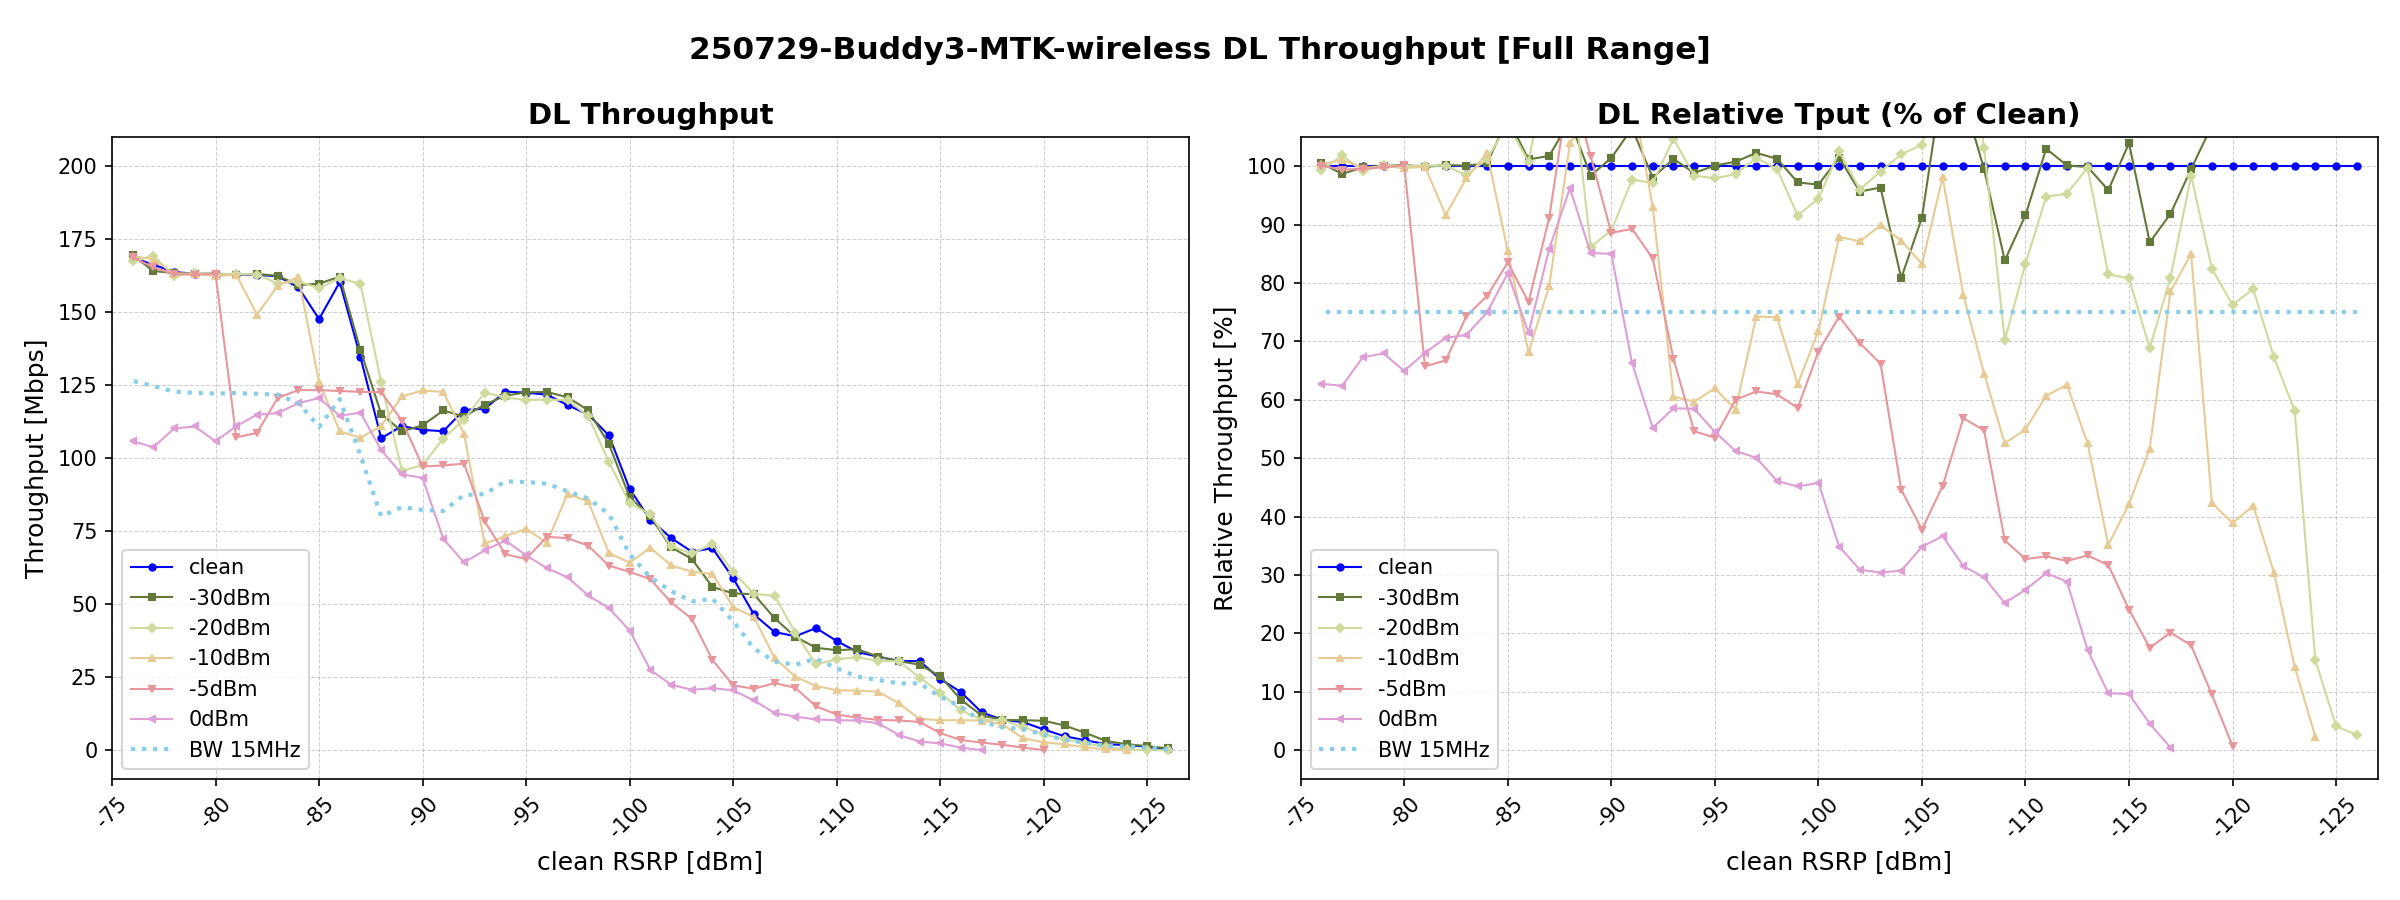 250729-Buddy3-MTK-wireless DL Throughput [Full Range]
DL Throughput
Throughput [Mbps]
200
175
150
125
100
75
50
25
0
clean
-30dBm
-20dBm
-10dBm
-5dBm
0dBm
BW 15MHz
-75
-80
-85
-90
-95
-100
-105
-110
-115
-120
-125
clean RSRP [dBm]
DL Relative Tput (% of Clean)
Relative Throughput [%]
100
90
80
70
60
50
40
30
20
10
0
clean
-30dBm
-20dBm
-10dBm
-5dBm
0dBm
BW 15MHz
-75
-80
-85
-90
-95
-100
-105
-110
-115
-120
-125
clean RSRP [dBm]